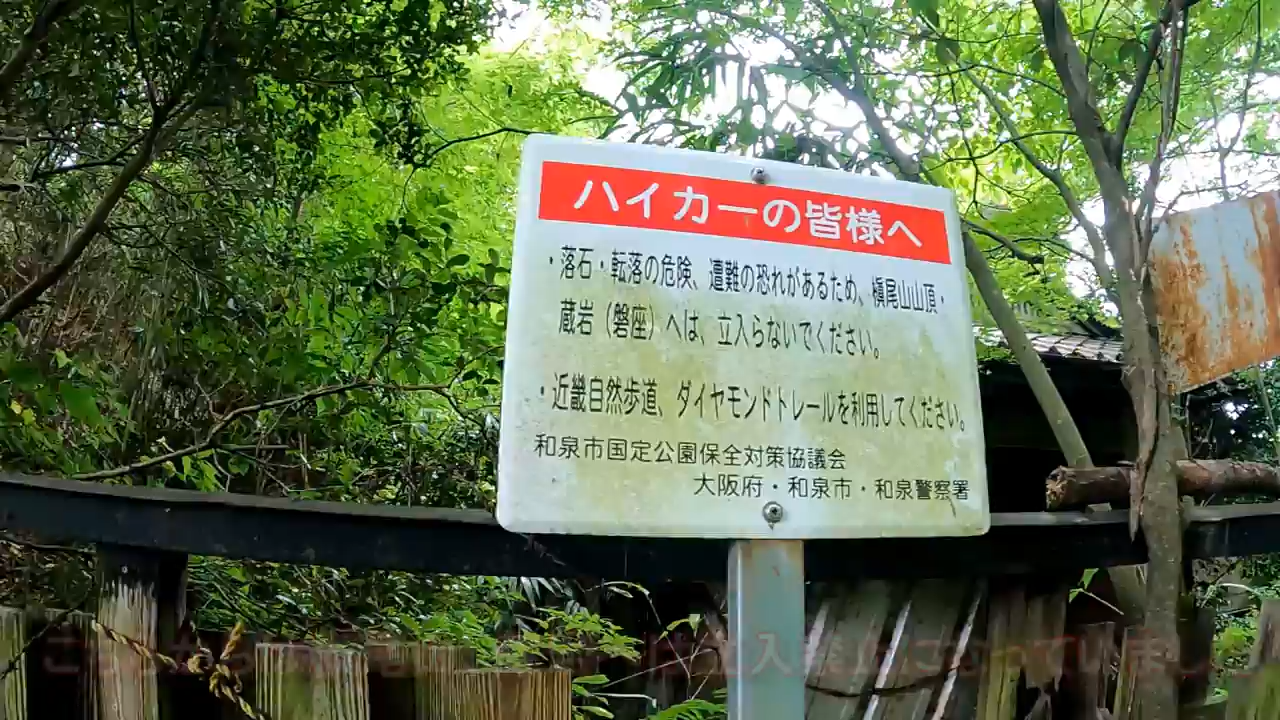 ハイカーの皆様へ
・落石・転落の危険、遭難の恐れがあるため、槇尾山山頂・
蔵岩（磐座）へは、立入らないでください。
・近畿自然歩道、ダイヤモンドトレールを利用してください。
和泉市国定公園保全対策協議会
大阪府・和泉市・和泉警察署